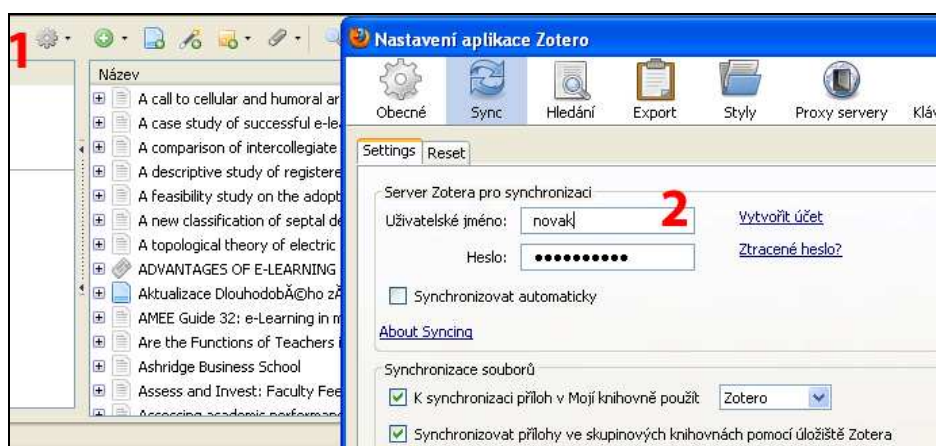 1
Název
A call to cellular and humoral ar
A case study of successful e-lea
A comparison of intercollegiate
A descriptive study of registere
A feasibility study on the adopt
A new classification of septal de
A topological theory of electric
ADVANTAGES OF E-LEARNING
Aktualizace DlouhodobĂ©ho zĂ
AMEE Guide 32: e-Learning in m
Are the Functions of Teachers i
Ashridge Business School
Assess and Invest: Faculty Fee
Assessing academic performanc
Nastavení aplikace Zotero
Obecné Sync Hledání Export Styly Proxy servery Kláv
Settings Reset
Server Zotera pro synchronizaci
Uživatelské jméno: novak 2 Vytvořit účet
Heslo: ●●●●●●●●●● Ztracené heslo?
Synchronizovat automaticky
About Syncing
Synchronizace souborů
K synchronizaci příloh v Mojí knihovně použít Zotero
Synchronizovat přílohy ve skupinových knihovnách pomocí úložiště Zotera